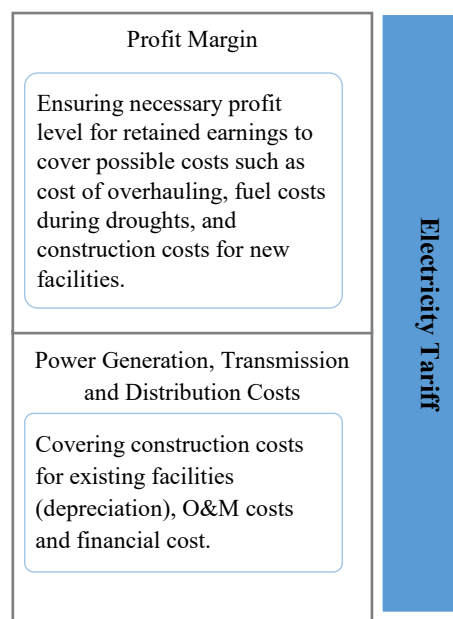 Profit Margin
Ensuring necessary profit
level for retained earnings to
cover possible costs such as
cost of overhauling, fuel costs
during droughts, and
construction costs for new
facilities.
Power Generation, Transmission
and Distribution Costs
Covering construction costs
for existing facilities
(depreciation), O&M costs
and financial cost.
Electricity Tariff